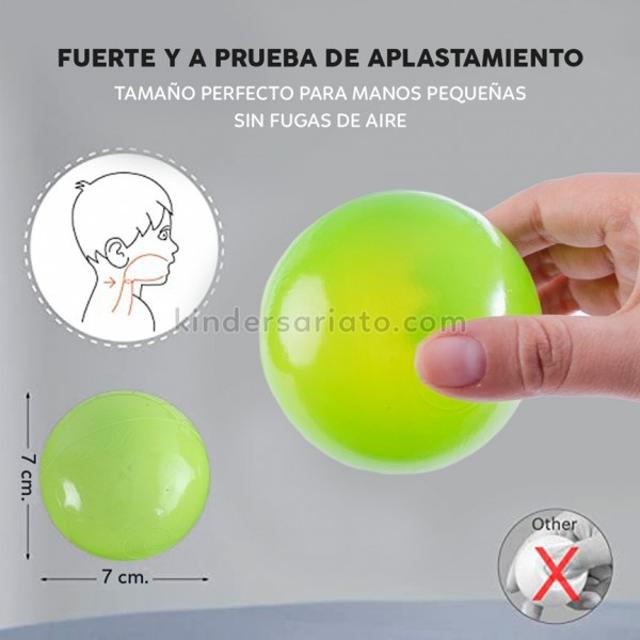 FUERTE Y A PRUEBA DE APLASTAMIENTO
TAMAÑO PERFECTO PARA MANOS PEQUEÑAS
SIN FUGAS DE AIRE
kindersariato.com
7 cm.
7 cm.
Other
X